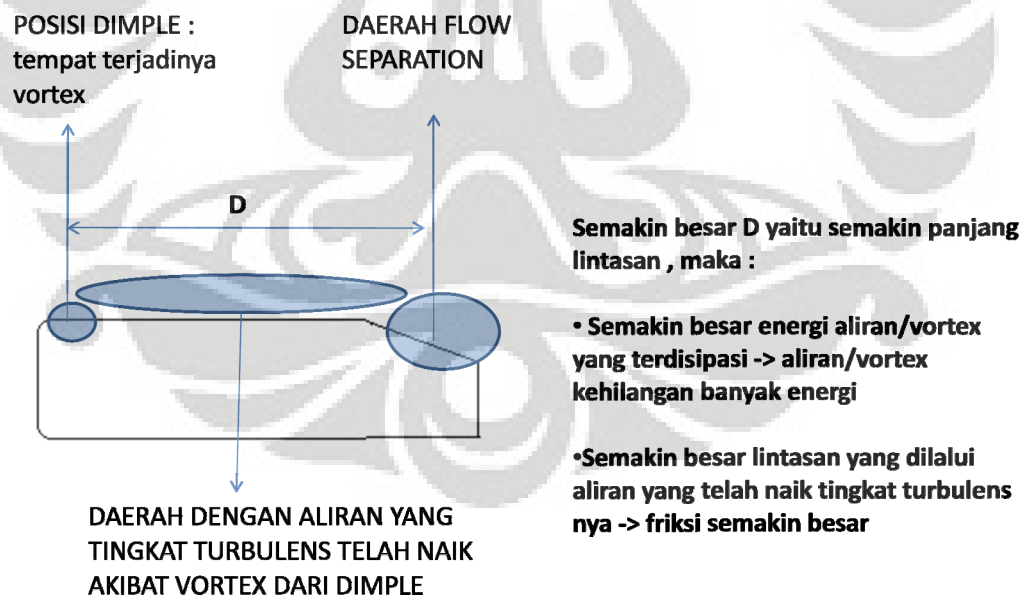 POSISI DIMPLE :
tempat terjadinya
vortex
DAERAH FLOW
SEPARATION
D
Semakin besar D yaitu semakin panjang
lintasan , maka :
• Semakin besar energi aliran/vortex
yang terdisipasi -> aliran/vortex
kehilangan banyak energi
•Semakin besar lintasan yang dilalui
aliran yang telah naik tingkat turbulens
nya -> friksi semakin besar
DAERAH DENGAN ALIRAN YANG
TINGKAT TURBULENS TELAH NAIK
AKIBAT VORTEX DARI DIMPLE